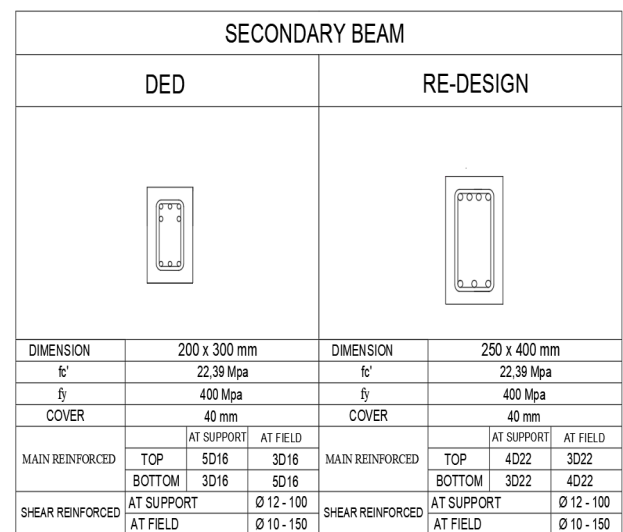 SECONDARY BEAM
DED RE-DESIGN
DIMENSION 200 x 300 mm DIMENSION 250 x 400 mm
fc' 22,39 Mpa fc' 22,39 Mpa
fy 400 Mpa fy 400 Mpa
COVER 40 mm COVER 40 mm
AT SUPPORT AT FIELD AT SUPPORT AT FIELD
MAIN REINFORCED TOP 5D16 3D16 MAIN REINFORCED TOP 4D22 3D22
BOTTOM 3D16 5D16 BOTTOM 3D22 4D22
SHEAR REINFORCED AT SUPPORT Ø 12 - 100 SHEAR REINFORCED AT SUPPORT Ø 12 - 100
AT FIELD Ø 10 - 150 AT FIELD Ø 10 - 150